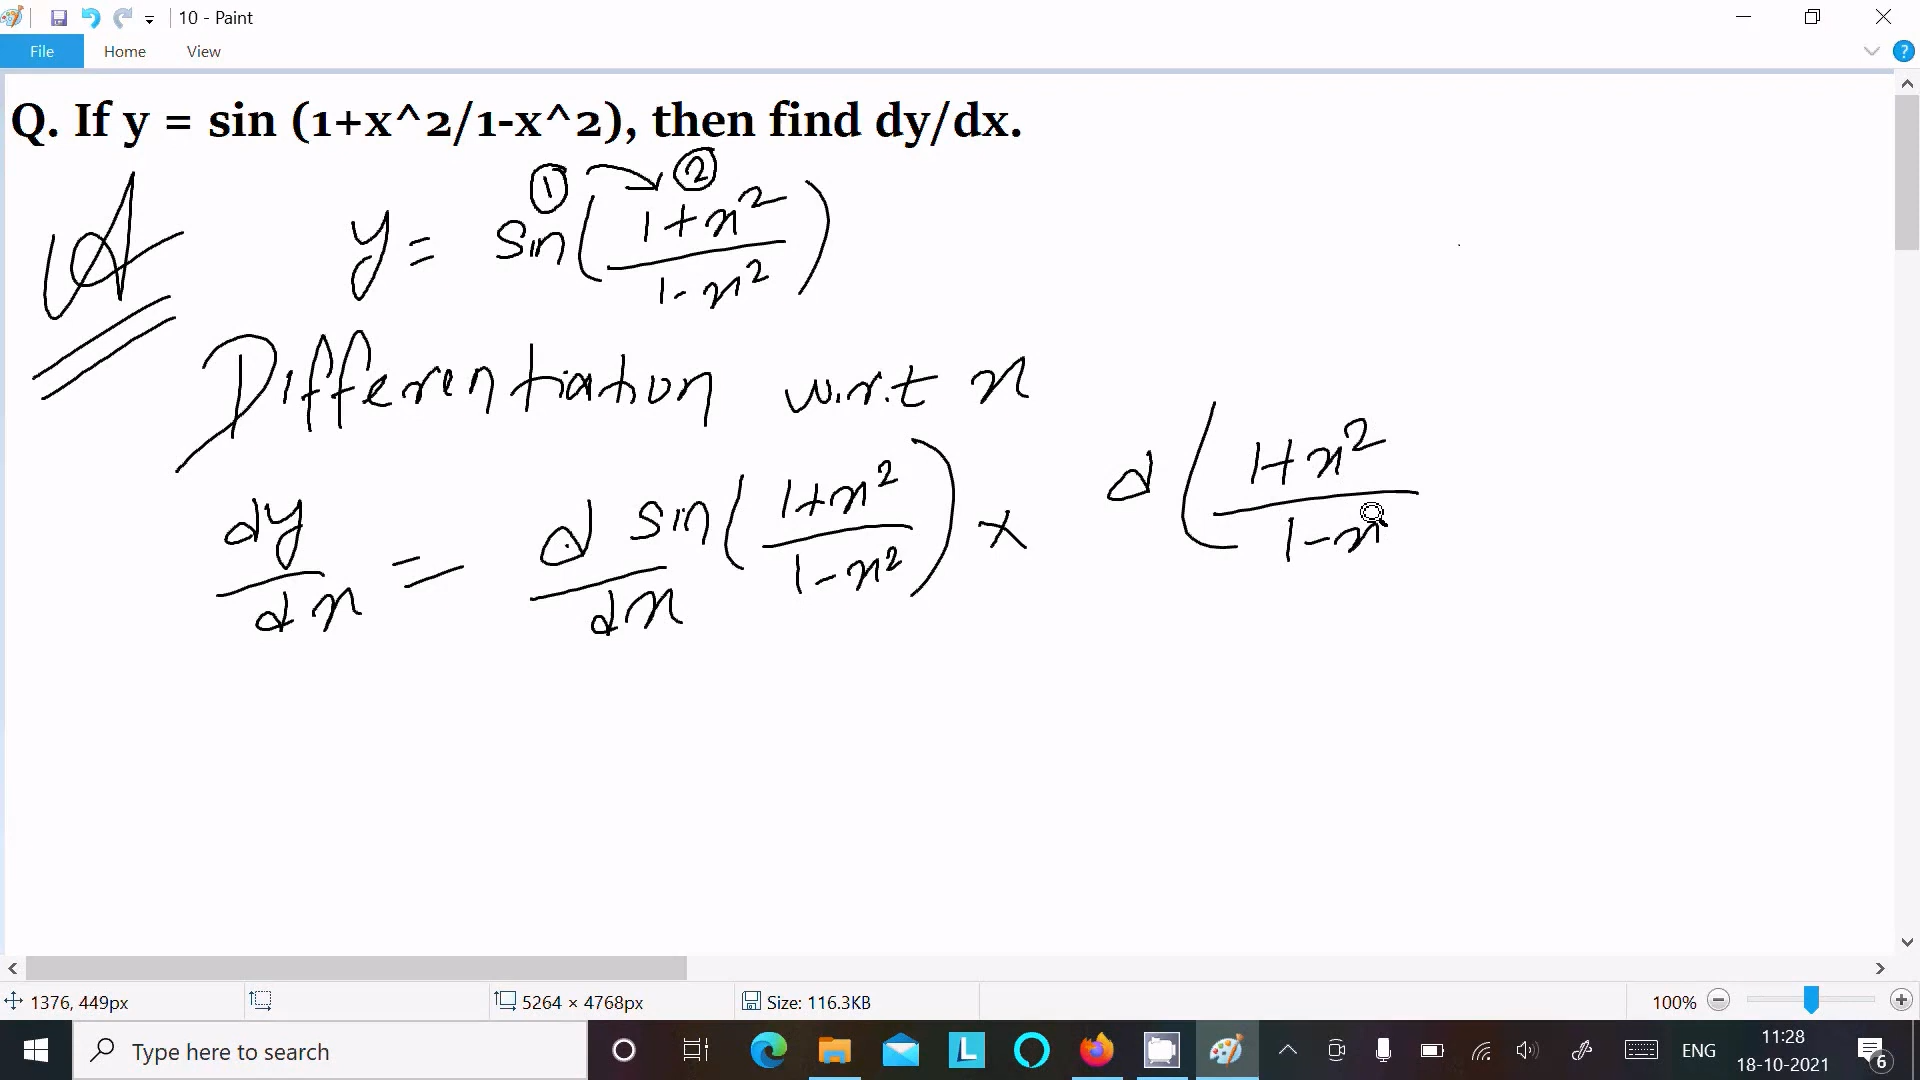 10 - Paint
File Home View
Q. If y = sin (1+x^2/1-x^2), then find dy/dx.
① ②
A y = sin(1+x²/1-x²)
Differentiation w.r.t x
dy/dx = d/dx sin(1+x²/1-x²) × d(1+x²/1-x
1376, 449px 5264 × 4768px Size: 116.3KB 100%
Type here to search L ENG 11:28
18-10-2021 6